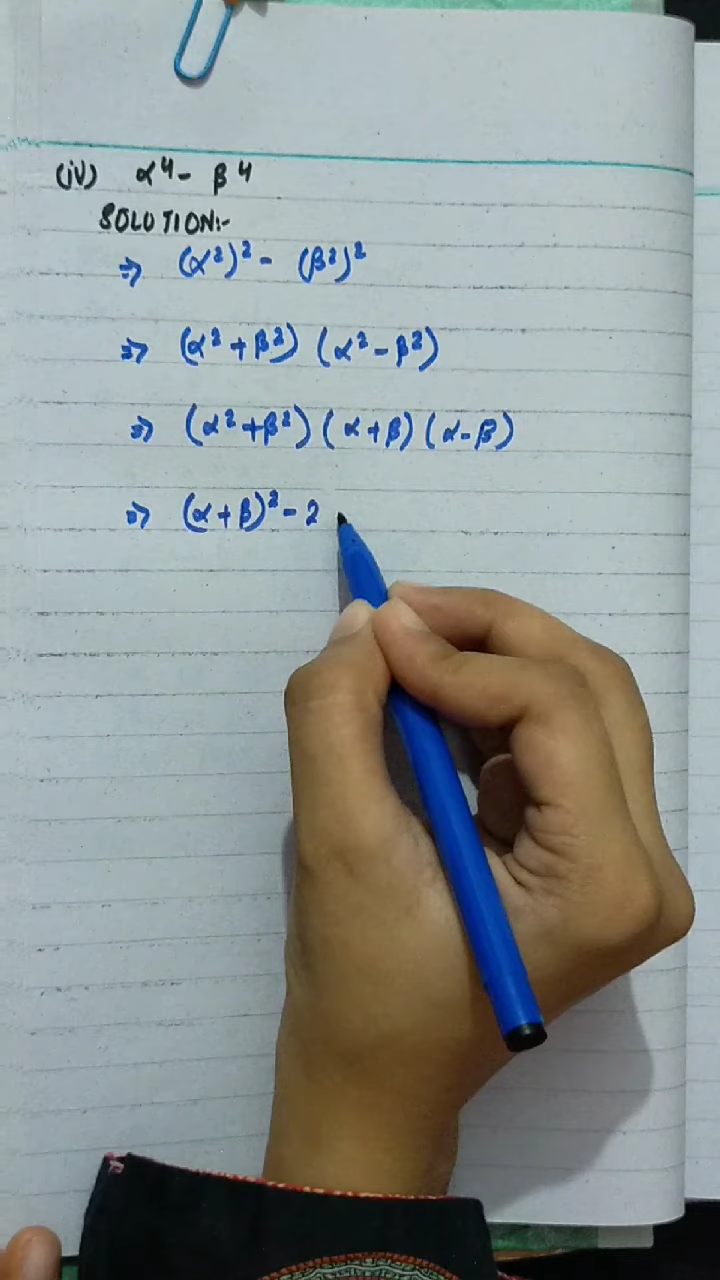 (iv) α⁴ - β⁴
SOLUTION:-
⇒ (α²)² - (β²)²
⇒ (α² + β²) (α² - β²)
⇒ (α² + β²) (α + β) (α - β)
⇒ (α + β)² - 2